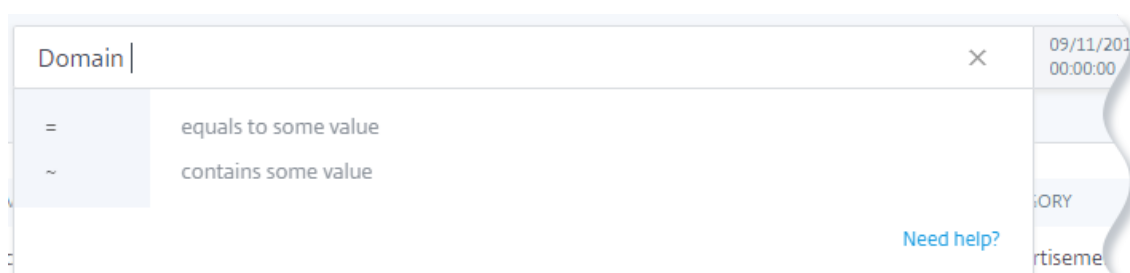 Domain
09/11/201
00:00:00
= equals to some value
~ contains some value
GORY
Need help?
rtiseme